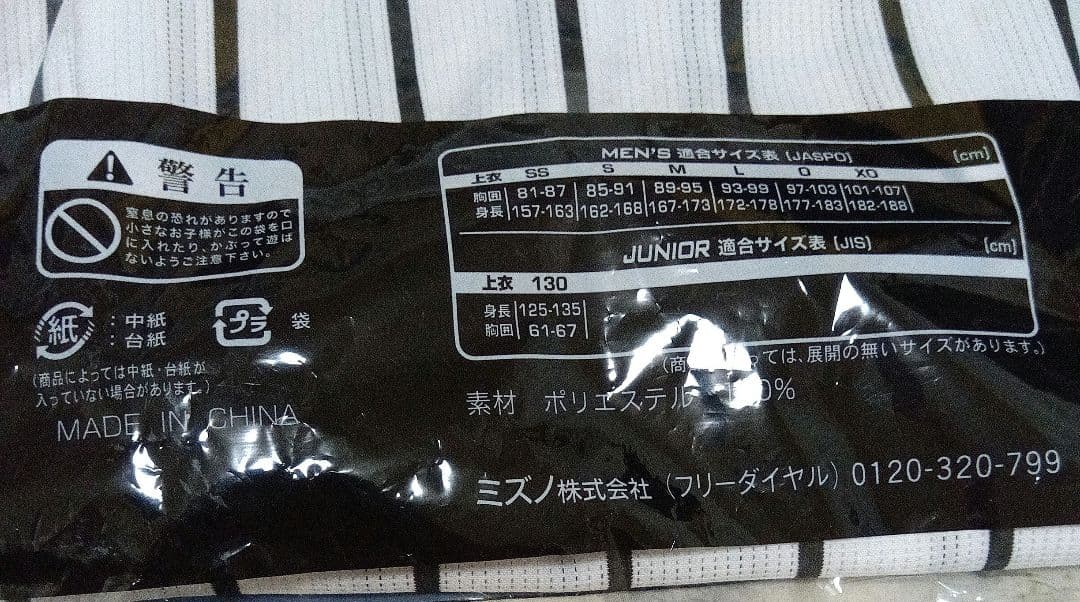 警告
窒息の恐れがありますので
小さなお子様がこの袋を口
に入れたり、かぶって遊ば
ないようご注意下さい。
紙 :中紙
:台紙
プラ 袋
(商品によっては中紙・台紙が
入っていない場合があります。)
MADE IN CHINA
MEN'S 適合サイズ表 [JASPO] [cm]
上衣 SS S M L O XO
胸囲 81-87 85-91 89-95 93-99 97-103 101-107
身長 157-163 162-168 167-173 172-178 177-183 182-188
JUNIOR 適合サイズ表 [JIS] [cm]
上衣 130
身長 125-135
胸囲 61-67
(商 っては、展開の無いサイズがあります。)
素材 ポリエステル 0%
ミズノ株式会社 (フリーダイヤル) 0120-320-799